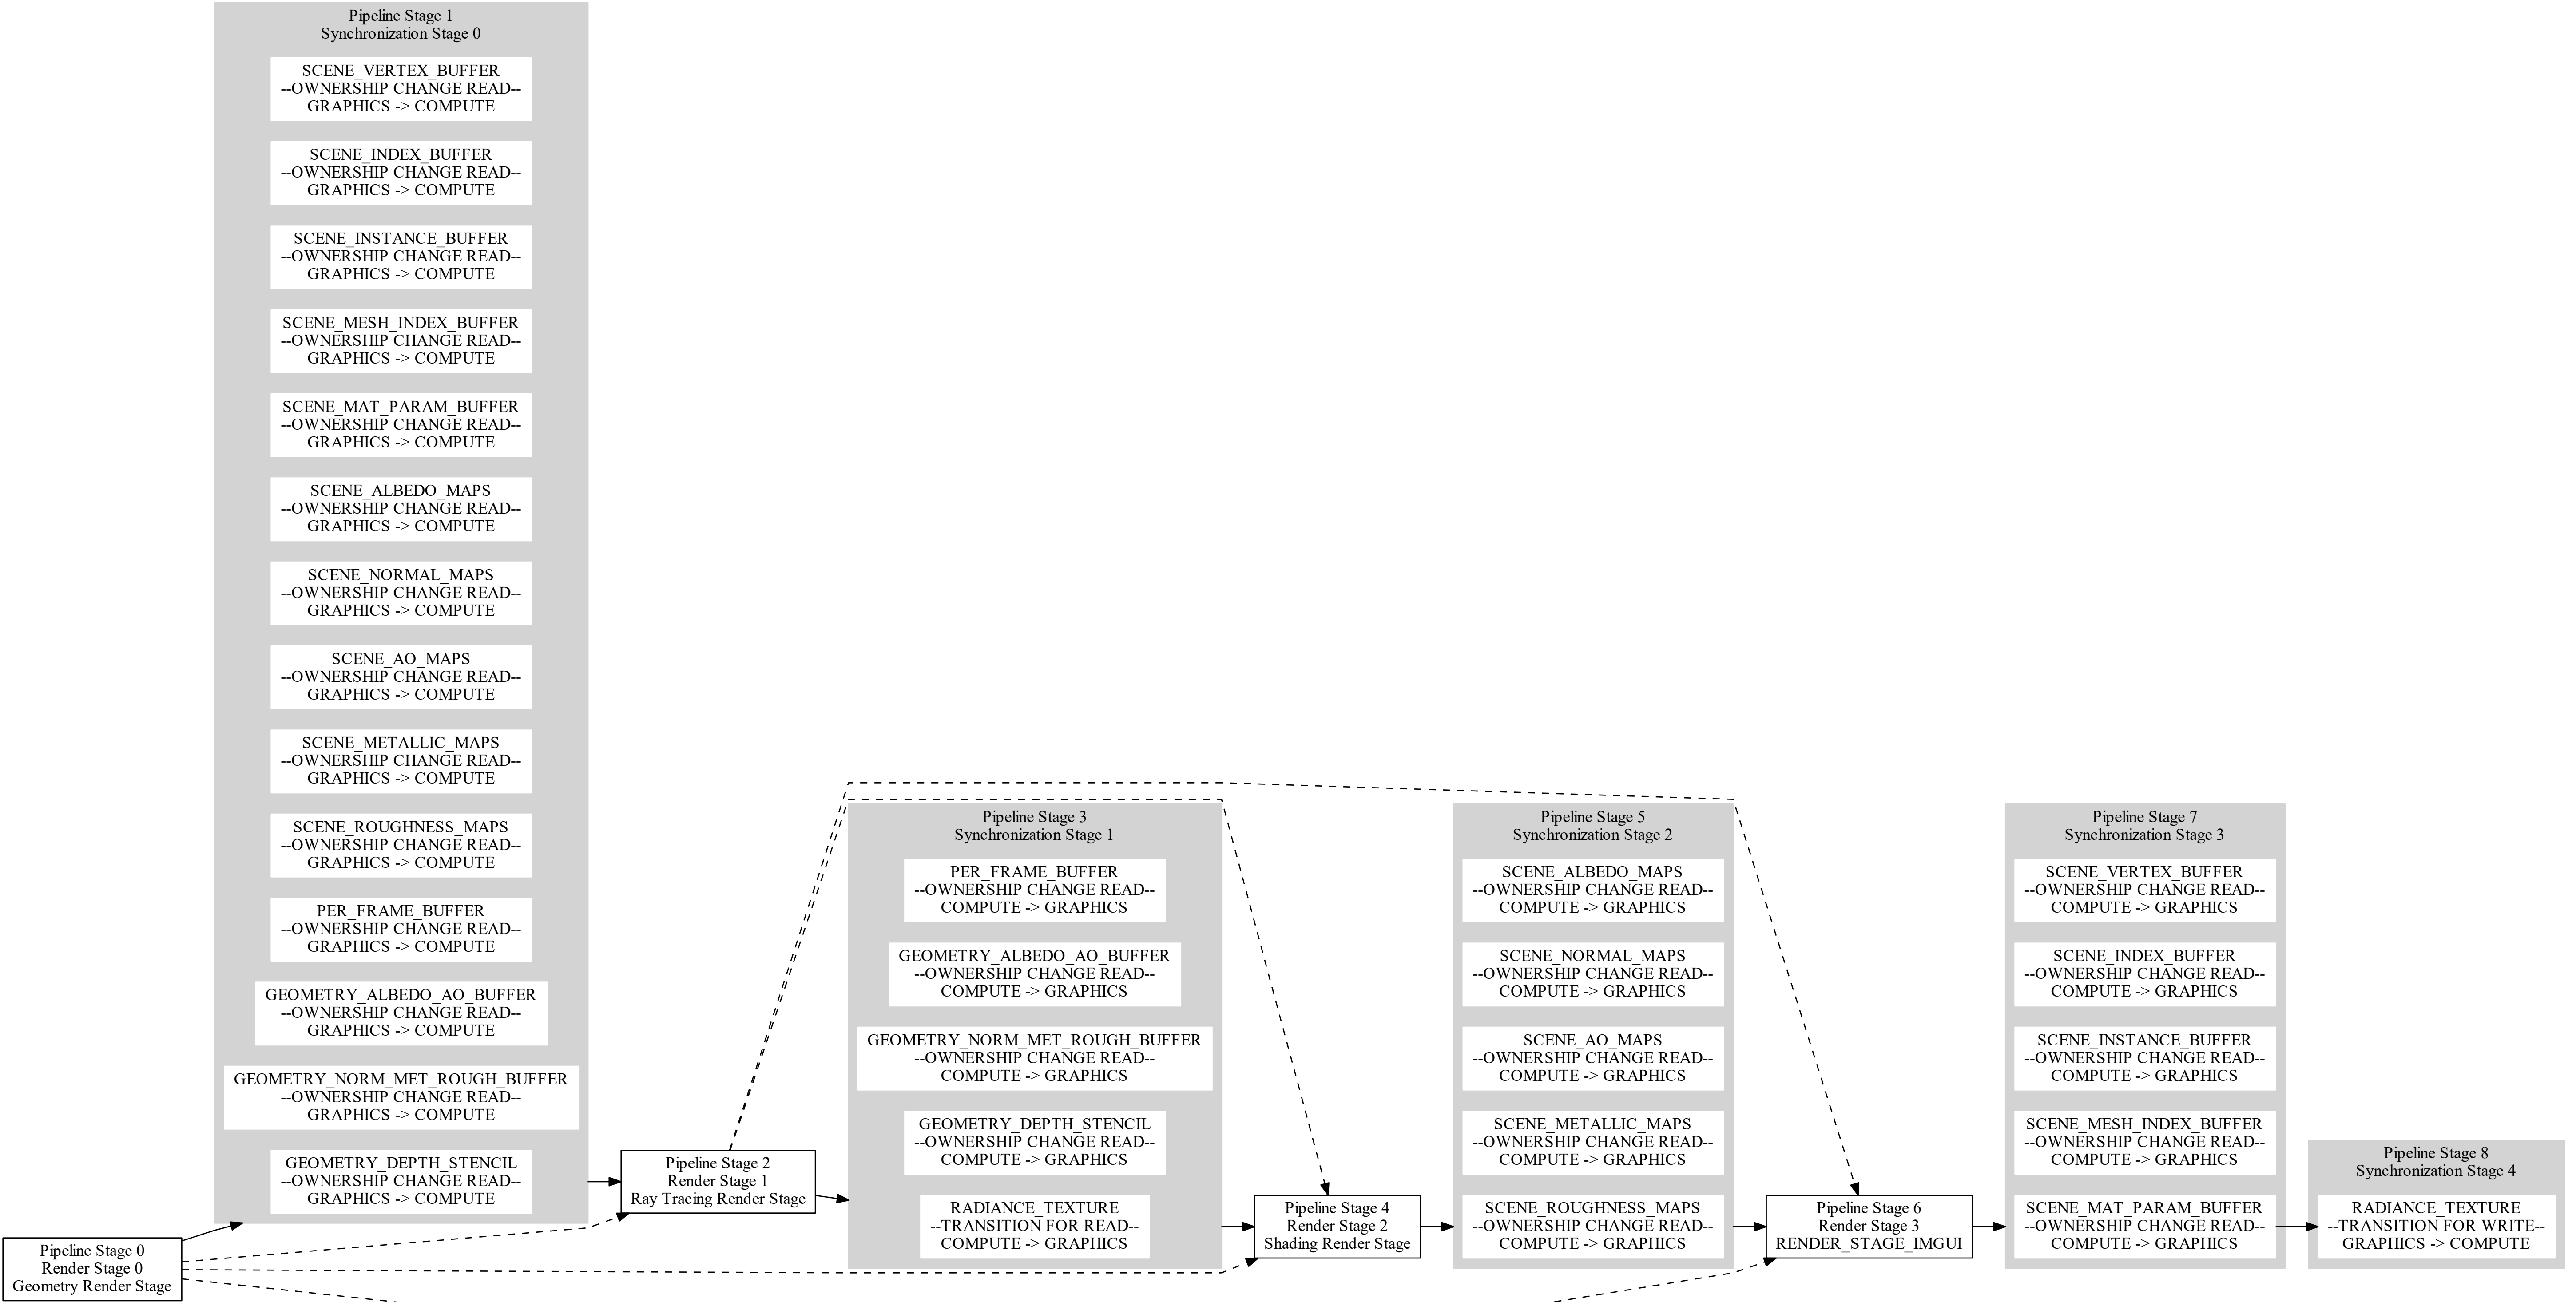 Pipeline Stage 1
Synchronization Stage 0
SCENE_VERTEX_BUFFER
--OWNERSHIP CHANGE READ--
GRAPHICS -> COMPUTE
SCENE_INDEX_BUFFER
--OWNERSHIP CHANGE READ--
GRAPHICS -> COMPUTE
SCENE_INSTANCE_BUFFER
--OWNERSHIP CHANGE READ--
GRAPHICS -> COMPUTE
SCENE_MESH_INDEX_BUFFER
--OWNERSHIP CHANGE READ--
GRAPHICS -> COMPUTE
SCENE_MAT_PARAM_BUFFER
--OWNERSHIP CHANGE READ--
GRAPHICS -> COMPUTE
SCENE_ALBEDO_MAPS
--OWNERSHIP CHANGE READ--
GRAPHICS -> COMPUTE
SCENE_NORMAL_MAPS
--OWNERSHIP CHANGE READ--
GRAPHICS -> COMPUTE
SCENE_AO_MAPS
--OWNERSHIP CHANGE READ--
GRAPHICS -> COMPUTE
SCENE_METALLIC_MAPS
--OWNERSHIP CHANGE READ--
GRAPHICS -> COMPUTE
SCENE_ROUGHNESS_MAPS
--OWNERSHIP CHANGE READ--
GRAPHICS -> COMPUTE
PER_FRAME_BUFFER
--OWNERSHIP CHANGE READ--
GRAPHICS -> COMPUTE
GEOMETRY_ALBEDO_AO_BUFFER
--OWNERSHIP CHANGE READ--
GRAPHICS -> COMPUTE
GEOMETRY_NORM_MET_ROUGH_BUFFER
--OWNERSHIP CHANGE READ--
GRAPHICS -> COMPUTE
GEOMETRY_DEPTH_STENCIL
--OWNERSHIP CHANGE READ--
GRAPHICS -> COMPUTE
Pipeline Stage 0
Render Stage 0
Geometry Render Stage
Pipeline Stage 2
Render Stage 1
Ray Tracing Render Stage
Pipeline Stage 3
Synchronization Stage 1
PER_FRAME_BUFFER
--OWNERSHIP CHANGE READ--
COMPUTE -> GRAPHICS
GEOMETRY_ALBEDO_AO_BUFFER
--OWNERSHIP CHANGE READ--
COMPUTE -> GRAPHICS
GEOMETRY_NORM_MET_ROUGH_BUFFER
--OWNERSHIP CHANGE READ--
COMPUTE -> GRAPHICS
GEOMETRY_DEPTH_STENCIL
--OWNERSHIP CHANGE READ--
COMPUTE -> GRAPHICS
RADIANCE_TEXTURE
--TRANSITION FOR READ--
COMPUTE -> GRAPHICS
Pipeline Stage 4
Render Stage 2
Shading Render Stage
Pipeline Stage 5
Synchronization Stage 2
SCENE_ALBEDO_MAPS
--OWNERSHIP CHANGE READ--
COMPUTE -> GRAPHICS
SCENE_NORMAL_MAPS
--OWNERSHIP CHANGE READ--
COMPUTE -> GRAPHICS
SCENE_AO_MAPS
--OWNERSHIP CHANGE READ--
COMPUTE -> GRAPHICS
SCENE_METALLIC_MAPS
--OWNERSHIP CHANGE READ--
COMPUTE -> GRAPHICS
SCENE_ROUGHNESS_MAPS
--OWNERSHIP CHANGE READ--
COMPUTE -> GRAPHICS
Pipeline Stage 6
Render Stage 3
RENDER_STAGE_IMGUI
Pipeline Stage 7
Synchronization Stage 3
SCENE_VERTEX_BUFFER
--OWNERSHIP CHANGE READ--
COMPUTE -> GRAPHICS
SCENE_INDEX_BUFFER
--OWNERSHIP CHANGE READ--
COMPUTE -> GRAPHICS
SCENE_INSTANCE_BUFFER
--OWNERSHIP CHANGE READ--
COMPUTE -> GRAPHICS
SCENE_MESH_INDEX_BUFFER
--OWNERSHIP CHANGE READ--
COMPUTE -> GRAPHICS
SCENE_MAT_PARAM_BUFFER
--OWNERSHIP CHANGE READ--
COMPUTE -> GRAPHICS
Pipeline Stage 8
Synchronization Stage 4
RADIANCE_TEXTURE
--TRANSITION FOR WRITE--
GRAPHICS -> COMPUTE